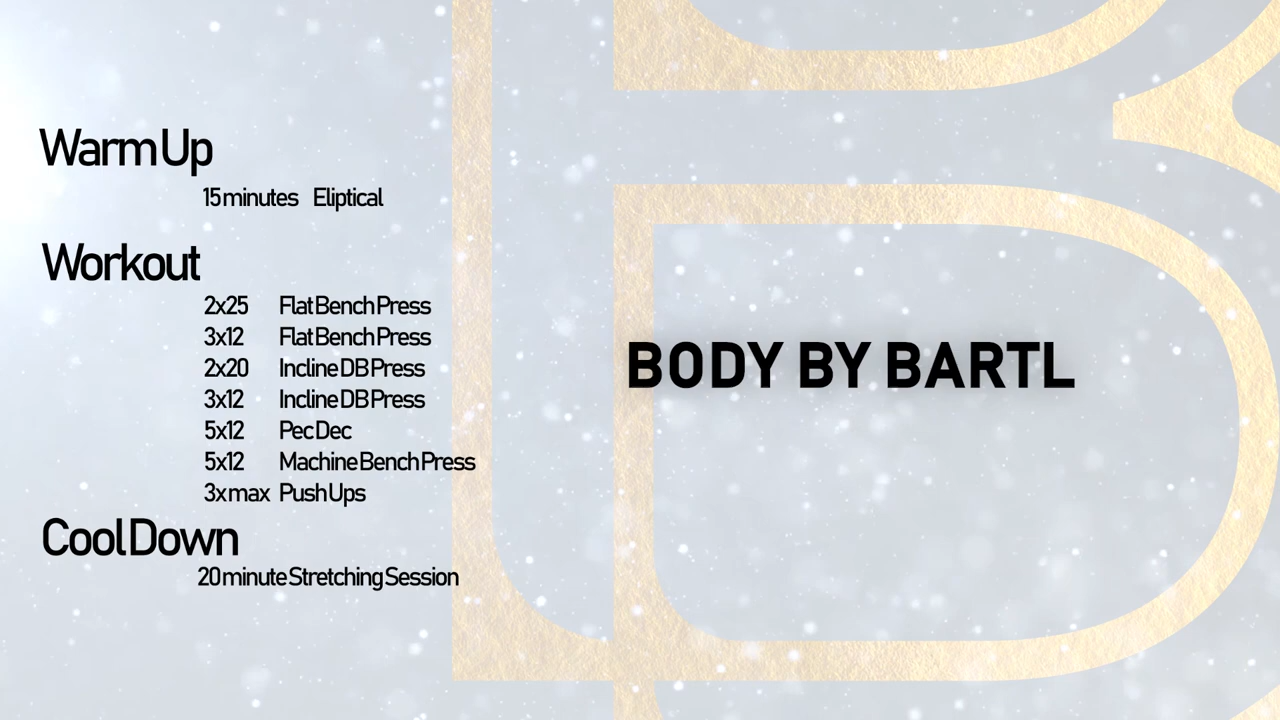 Warm Up
15 minutes Eliptical
Workout
2x25 Flat Bench Press
3x12 Flat Bench Press
2x20 Incline DB Press
3x12 Incline DB Press
5x12 Pec Dec
5x12 Machine Bench Press
3x max Push Ups
Cool Down
20 minute Stretching Session
BODY BY BARTL